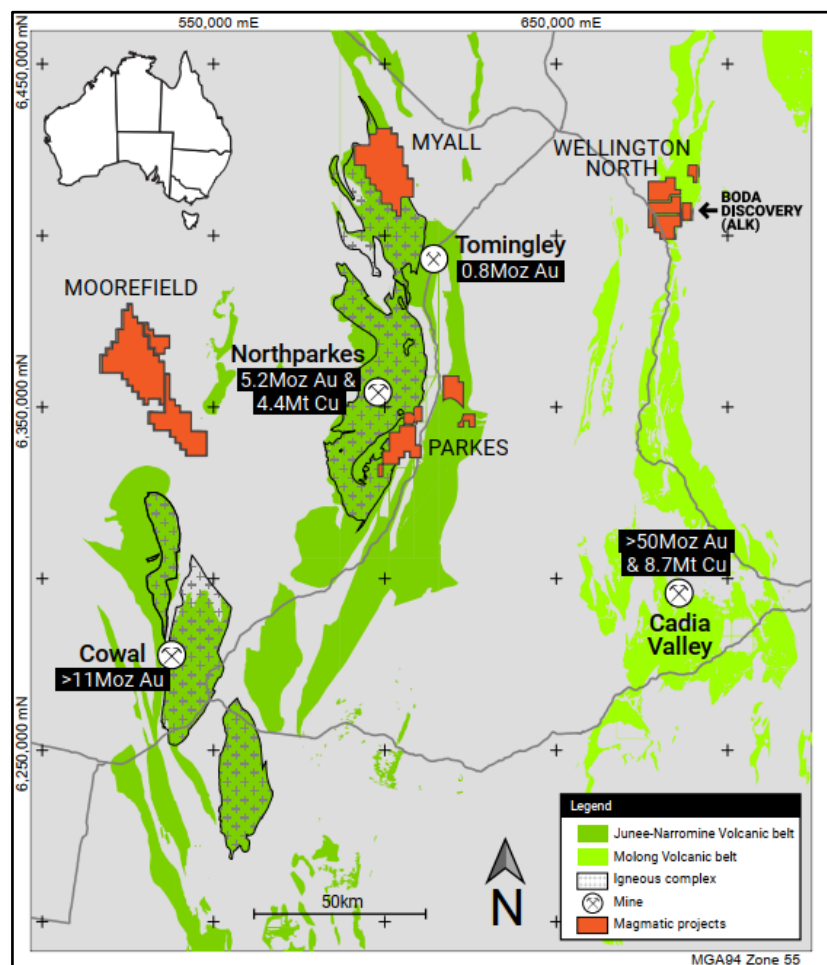 550,000 mE
650,000 mE
6,450,000 mN
6,350,000 mN
6,250,000 mN
MYALL
WELLINGTON
NORTH
BODA
DISCOVERY
(ALK)
Tomingley
0.8Moz Au
MOOREFIELD
Northparkes
5.2Moz Au &
4.4Mt Cu
PARKES
>50Moz Au
& 8.7Mt Cu
Cadia
Valley
Cowal
>11Moz Au
Legend
Junee-Narromine Volcanic belt
Molong Volcanic belt
Igneous complex
Mine
Magmatic projects
50km
N
MGA94 Zone 55